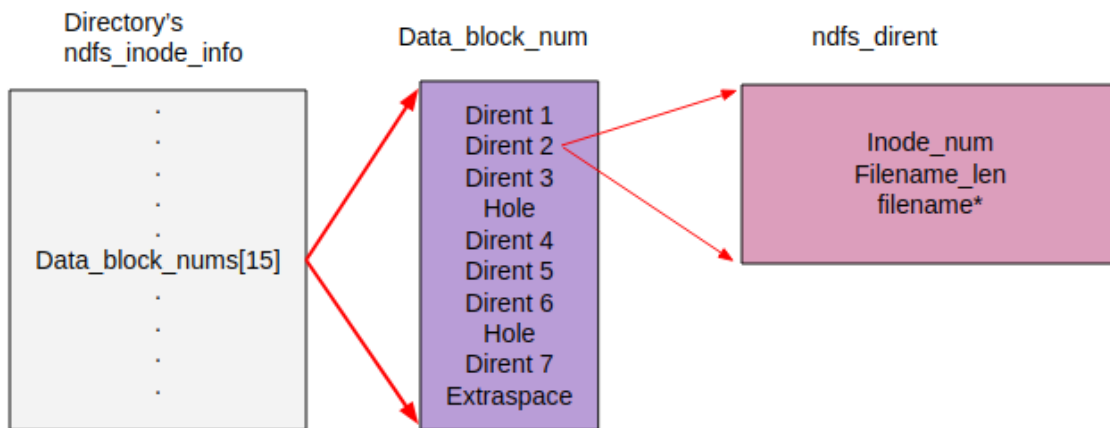 Directory's
ndfs_inode_info
.
.
.
.
.
Data_block_nums[15]
.
.
.
.
Data_block_num
Dirent 1
Dirent 2
Dirent 3
Hole
Dirent 4
Dirent 5
Dirent 6
Hole
Dirent 7
Extraspace
ndfs_dirent
Inode_num
Filename_len
filename*